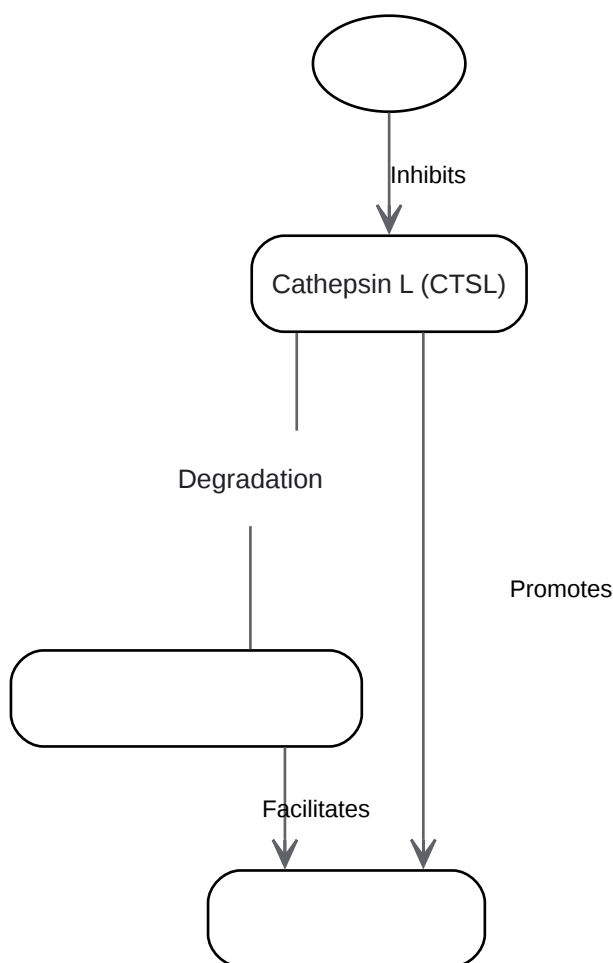 Inhibits
Cathepsin L (CTSL)
Degradation
Promotes
Facilitates